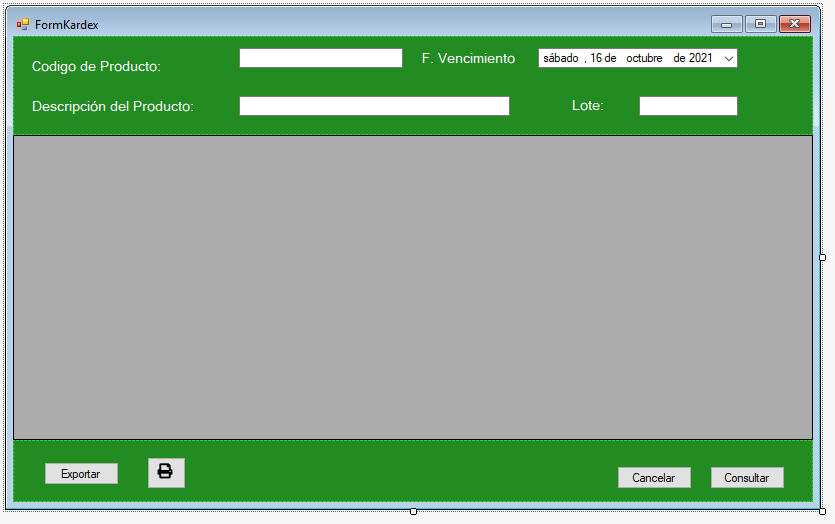 FormKardex
Codigo de Producto:
F. Vencimiento
sábado , 16 de octubre de 2021
Descripción del Producto:
Lote:
Exportar
Cancelar
Consultar